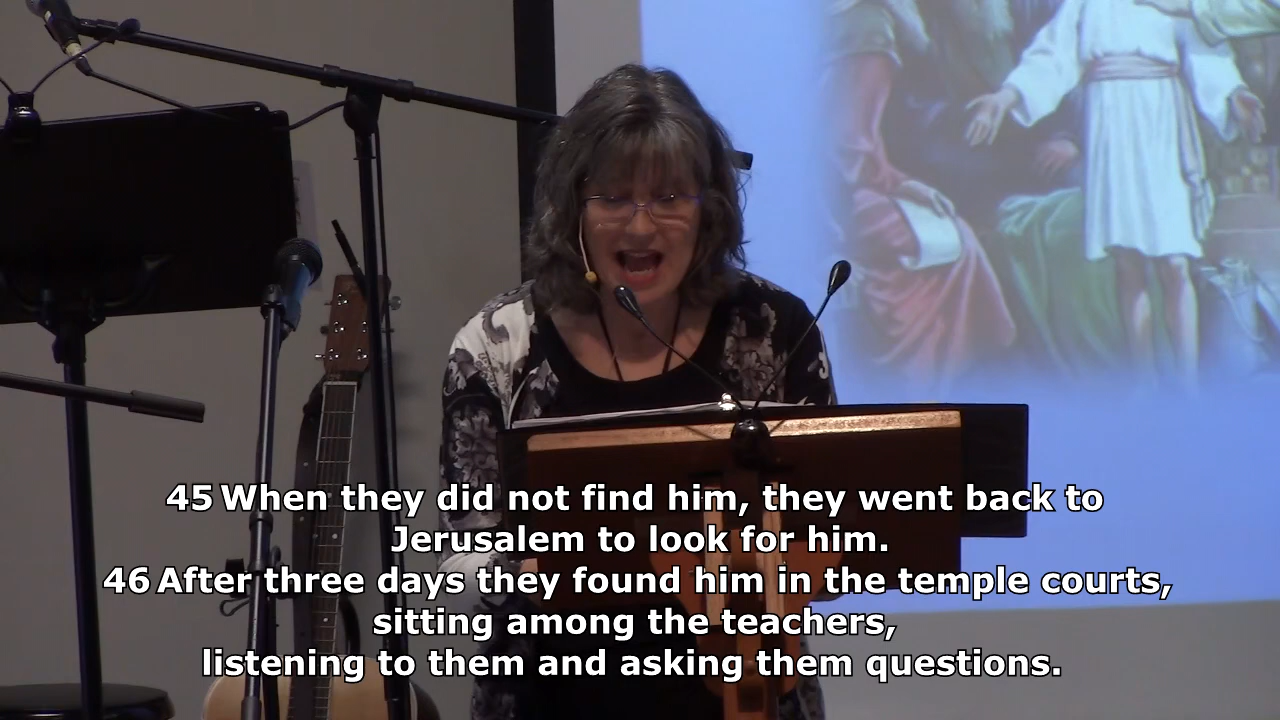 45 When they did not find him, they went back to
Jerusalem to look for him.
46 After three days they found him in the temple courts,
sitting among the teachers,
listening to them and asking them questions.